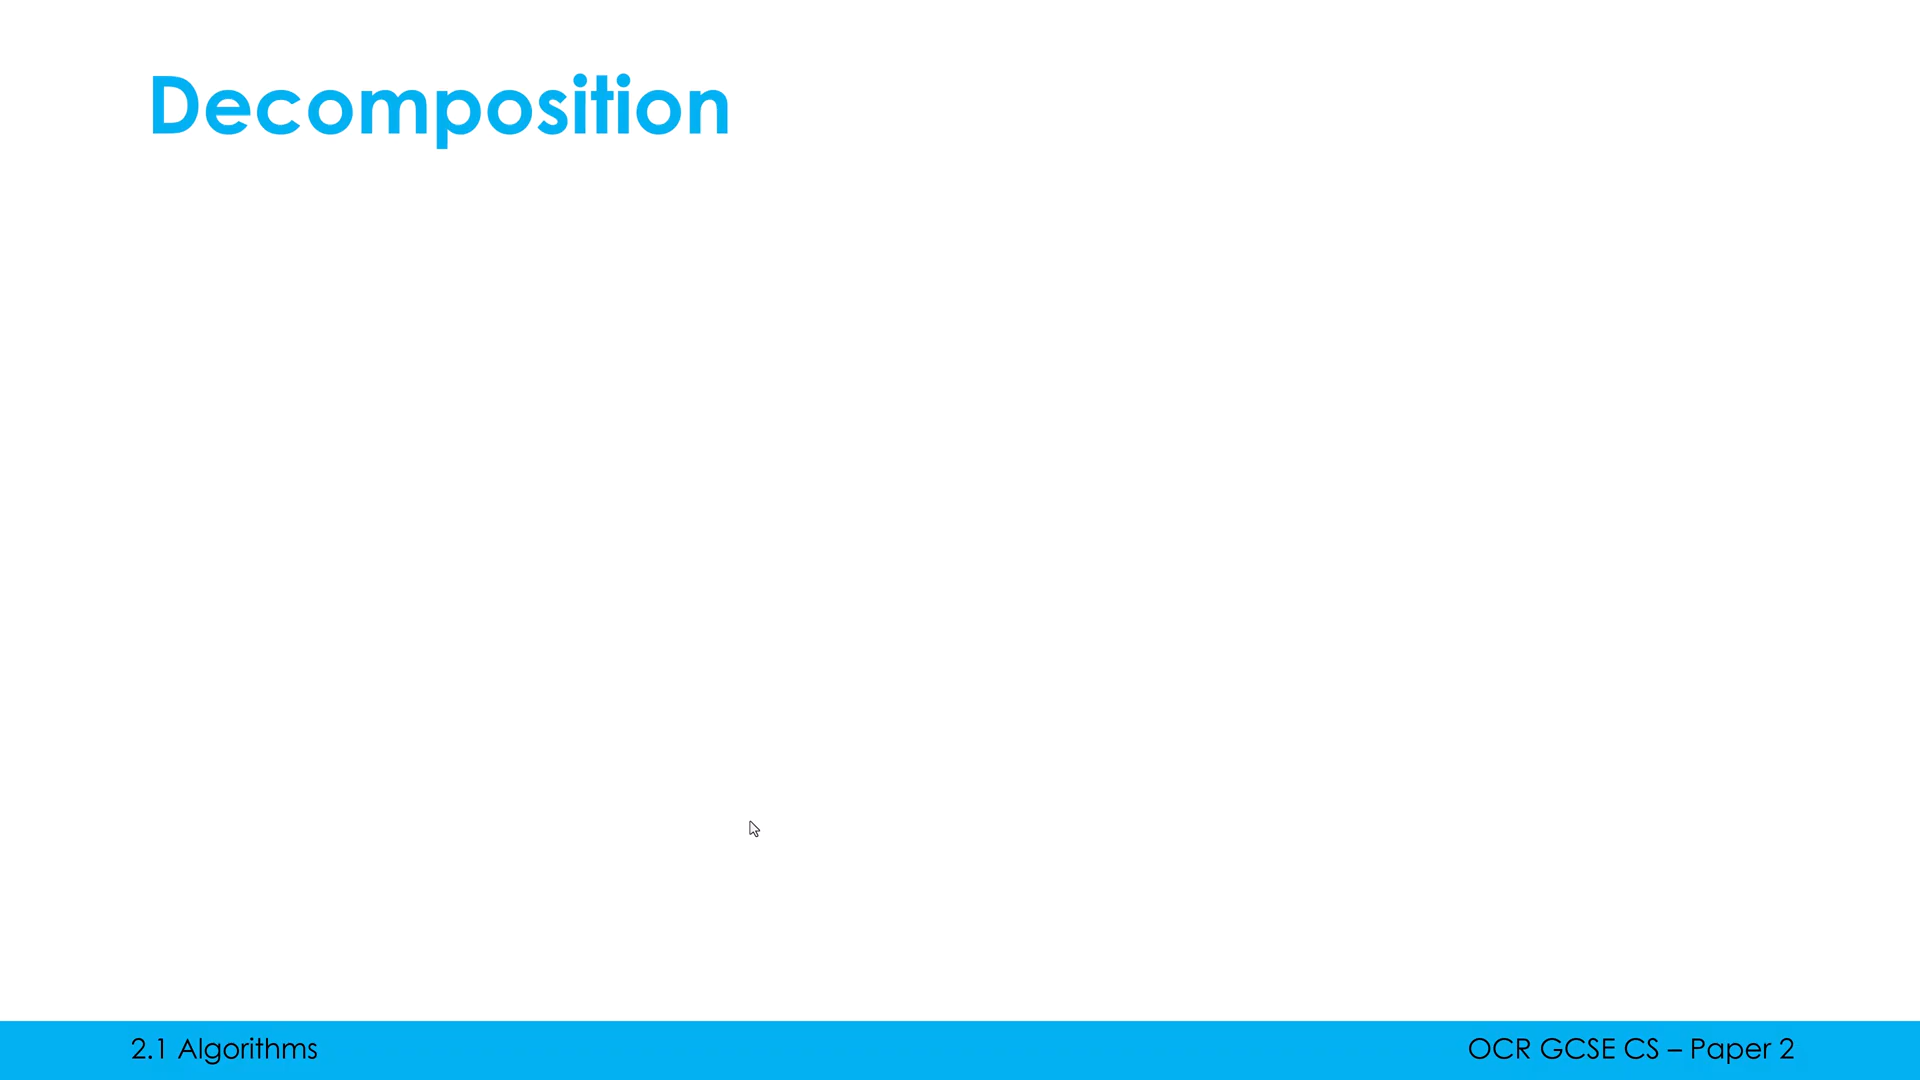 Decomposition
2.1 Algorithms
OCR GCSE CS – Paper 2